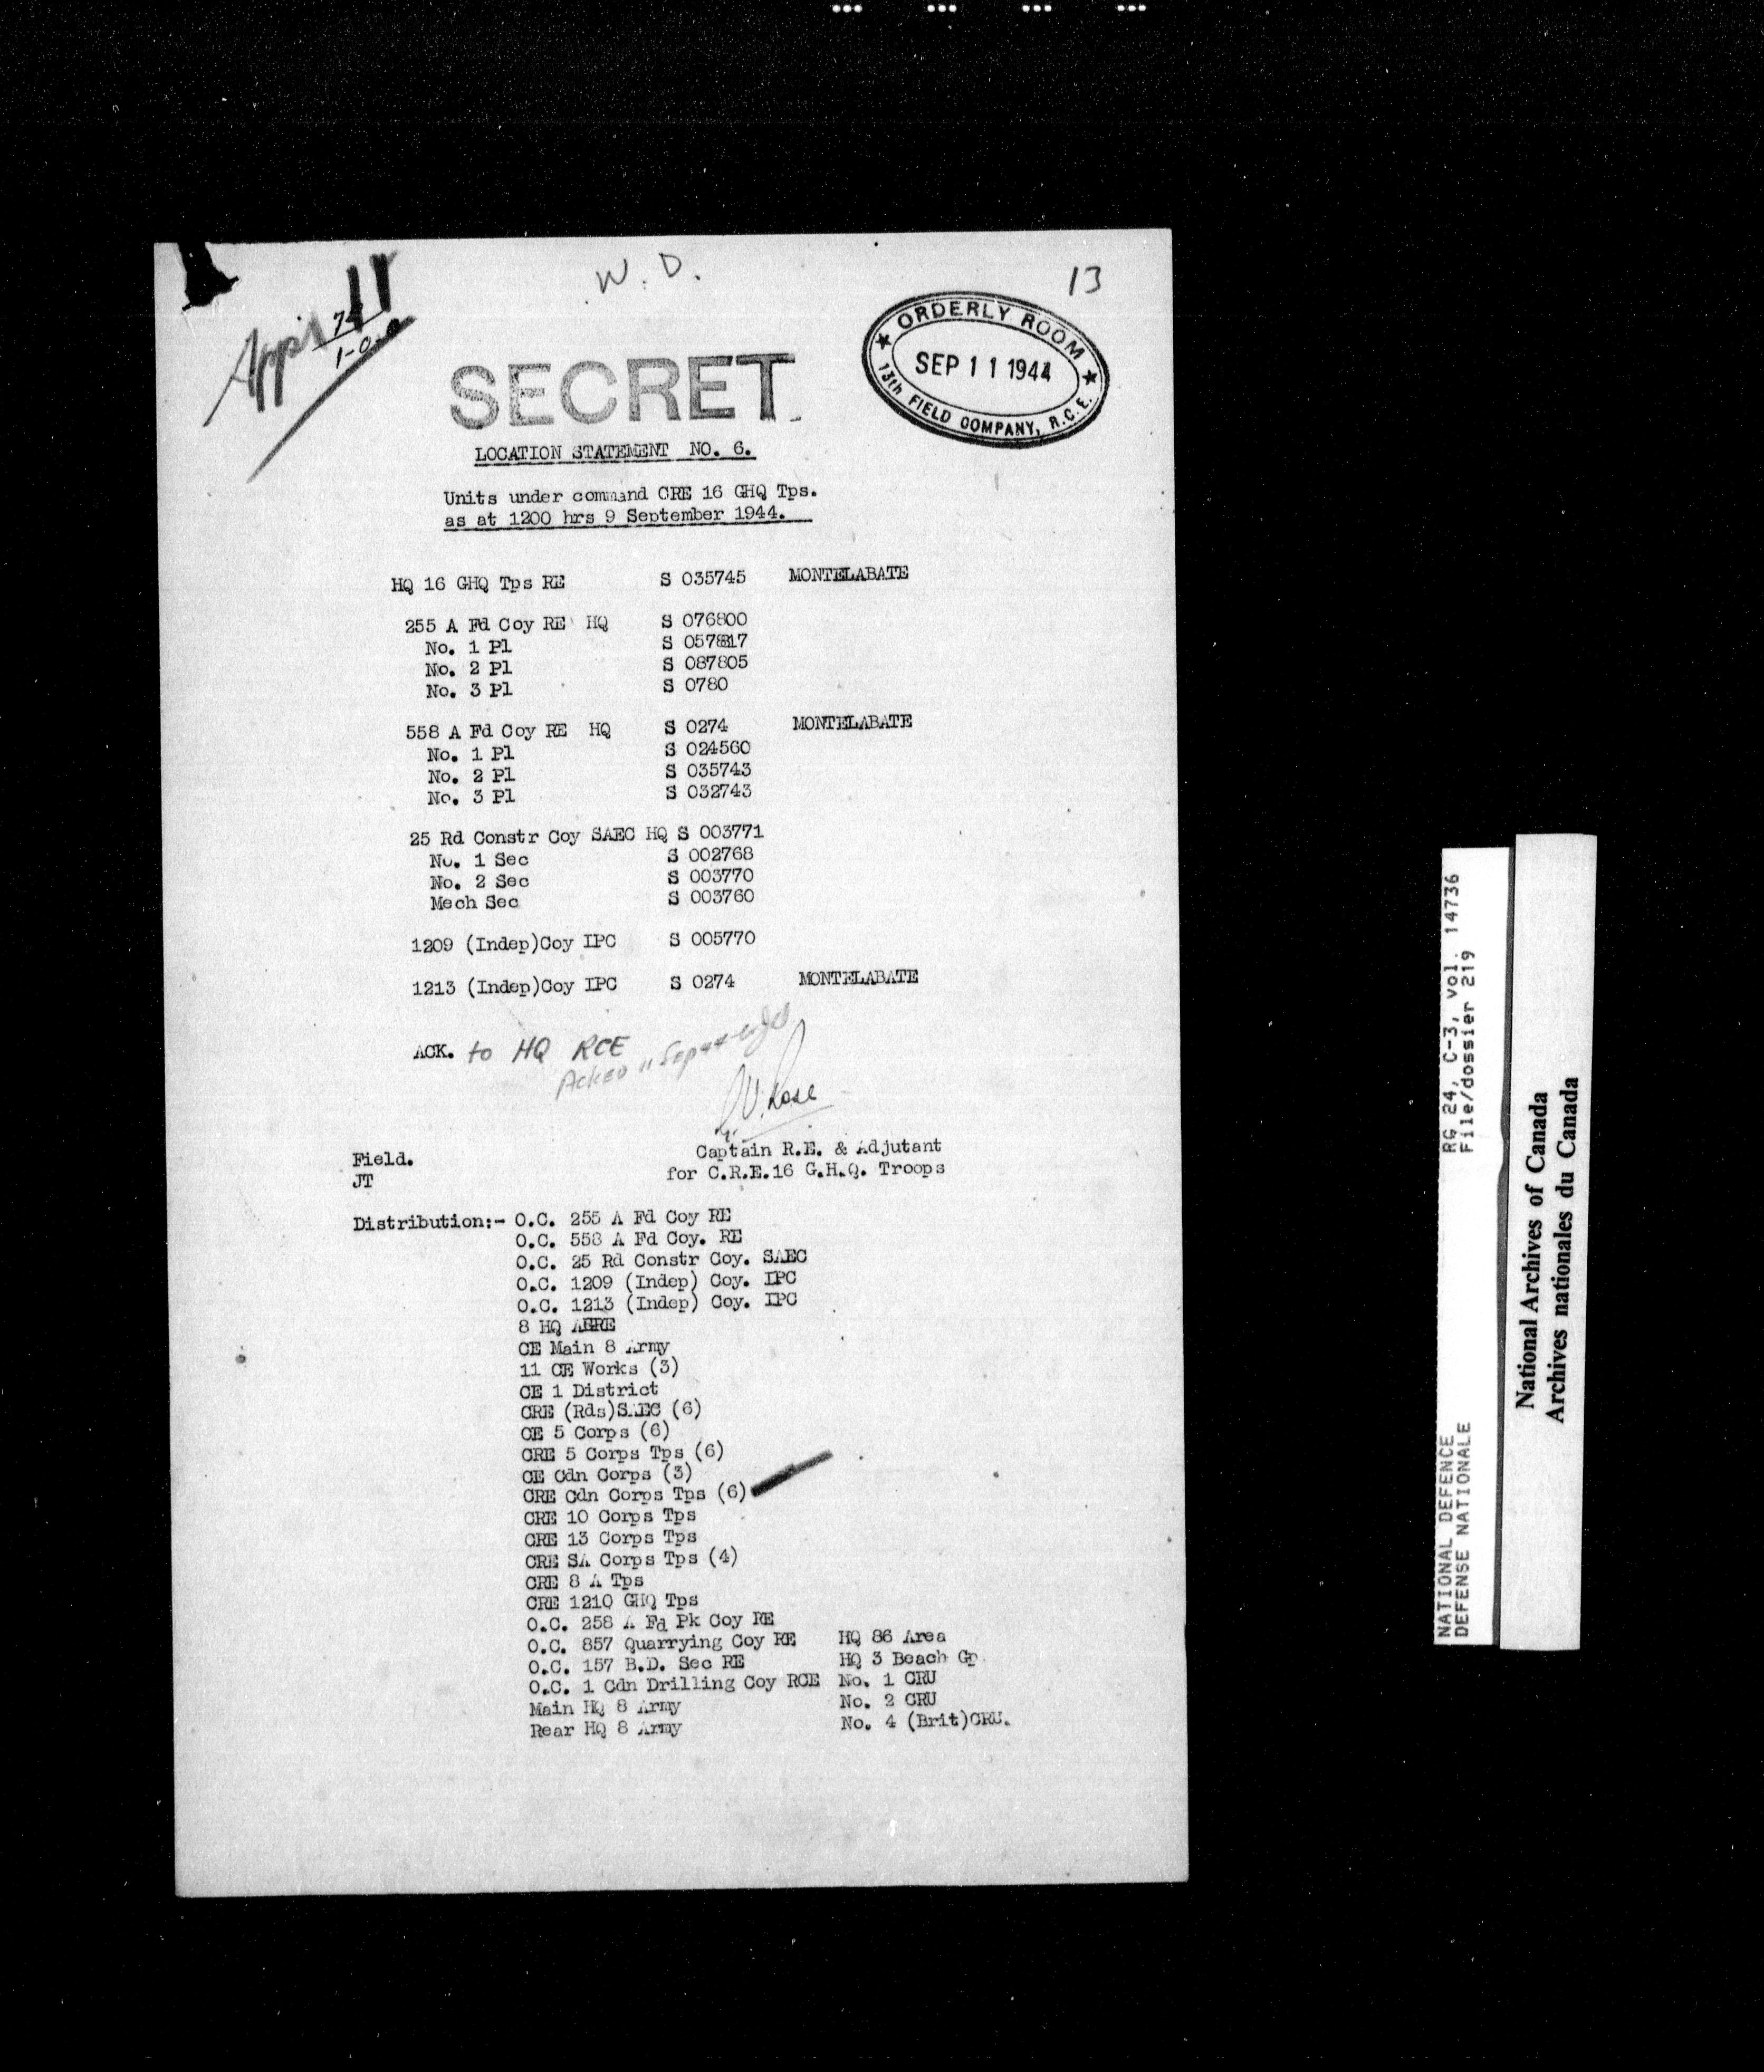 W. D.
13
App
ORDERLY ROOM
SEP 11 1944
13th FIELD COMPANY, R.C.E.
SECRET
LOCATION STATEMENT NO. 6.
Units under command CRE 16 GHQ Tps.
as at 1200 hrs 9 September 1944.
HQ 16 GHQ Tps RE S 035745 MONTELABATE
255 A Fd Coy RE HQ S 076800
No. 1 Pl S 057817
No. 2 Pl S 087805
No. 3 Pl S 0780
558 A Fd Coy RE HQ S 0274 MONTELABATE
No. 1 Pl S 024560
No. 2 Pl S 035743
No. 3 Pl S 032743
25 Rd Constr Coy SAEC HQ S 003771
No. 1 Sec S 002768
No. 2 Sec S 003770
Mech Sec S 003760
1209 (Indep)Coy IPC S 005770
1213 (Indep)Coy IPC S 0274 MONTELABATE
ACK. to HQ RCE
Acked 11 Sep 44
Rose
Captain R.E. & Adjutant
for C.R.E.16 G.H.Q. Troops
Field.
JT
Distribution:- O.C. 255 A Fd Coy RE
O.C. 558 A Fd Coy. RE
O.C. 25 Rd Constr Coy. SAEC
O.C. 1209 (Indep) Coy. IPC
O.C. 1213 (Indep) Coy. IPC
8 HQ AGRE
CE Main 8 Army
11 CE Works (3)
CE 1 District
CRE (Rds)SAEC (6)
CE 5 Corps (6)
CRE 5 Corps Tps (6)
CE Cdn Corps (3)
CRE Cdn Corps Tps (6)
CRE 10 Corps Tps
CRE 13 Corps Tps
CRE SA Corps Tps (4)
CRE 8 A Tps
CRE 1210 GHQ Tps
O.C. 258 A Fd Pk Coy RE
O.C. 857 Quarrying Coy RE HQ 86 Area
O.C. 157 B.D. Sec RE HQ 3 Beach Gp
O.C. 1 Cdn Drilling Coy RCE No. 1 CRU
Main HQ 8 Army No. 2 CRU
Rear HQ 8 Army No. 4 (Brit)CRU.
NATIONAL DEFENCE RG 24, C-3, vol. 14736
DEFENSE NATIONALE File/dossier 219
National Archives of Canada
Archives nationales du Canada